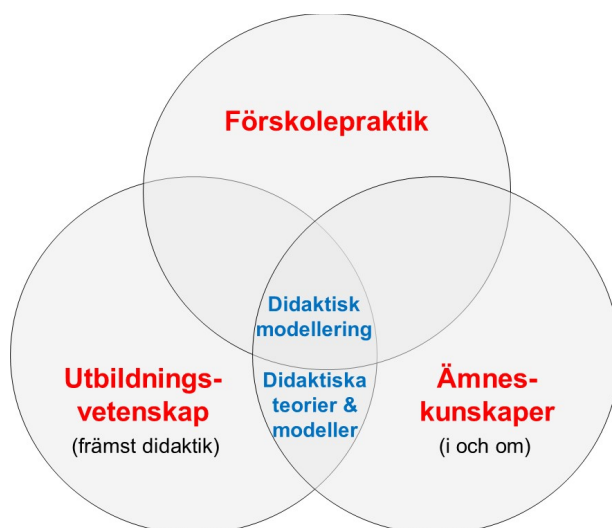 Förskolepraktik
Didaktisk
modellering
Utbildnings-
vetenskap
(främst didaktik)
Didaktiska
teorier &
modeller
Ämnes-
kunskaper
(i och om)